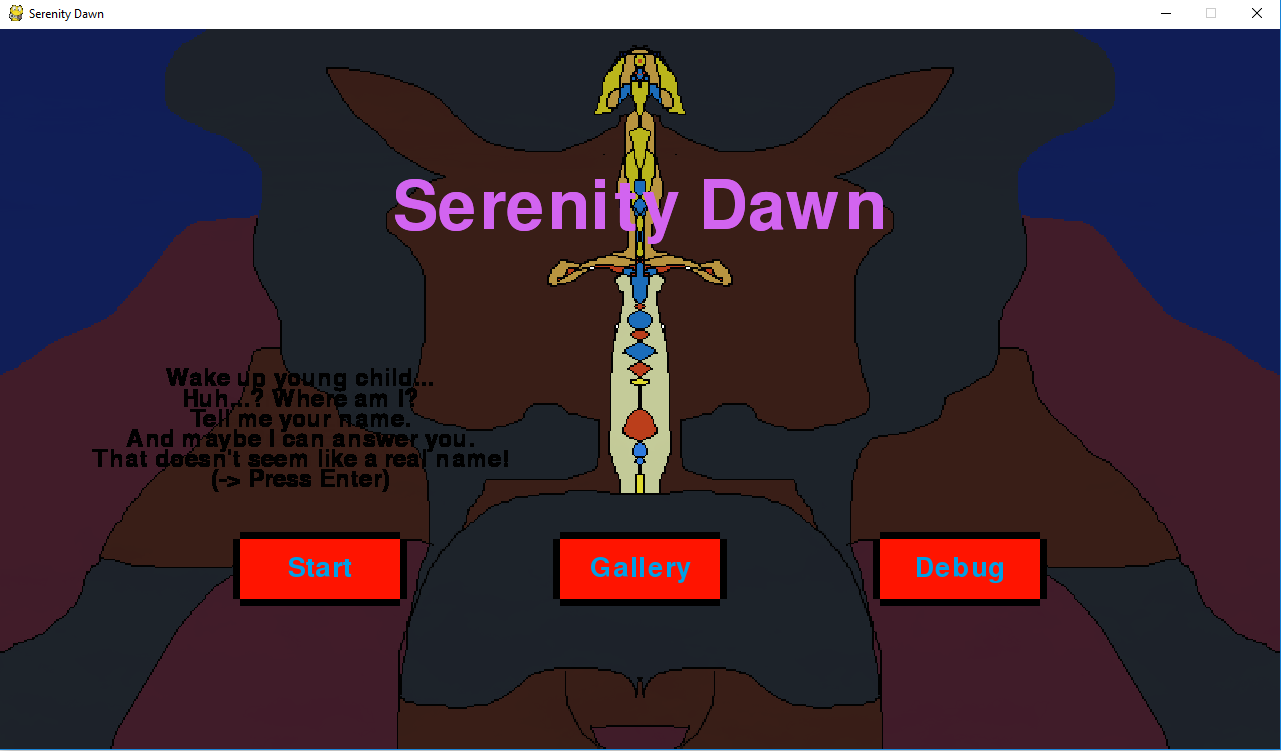 Serenity Dawn
Serenity Dawn
Wake up young child...
Huh...? Where am I?
Tell me your name.
And maybe I can answer you.
That doesn't seem like a real name!
(-> Press Enter)
Start
Gallery
Debug